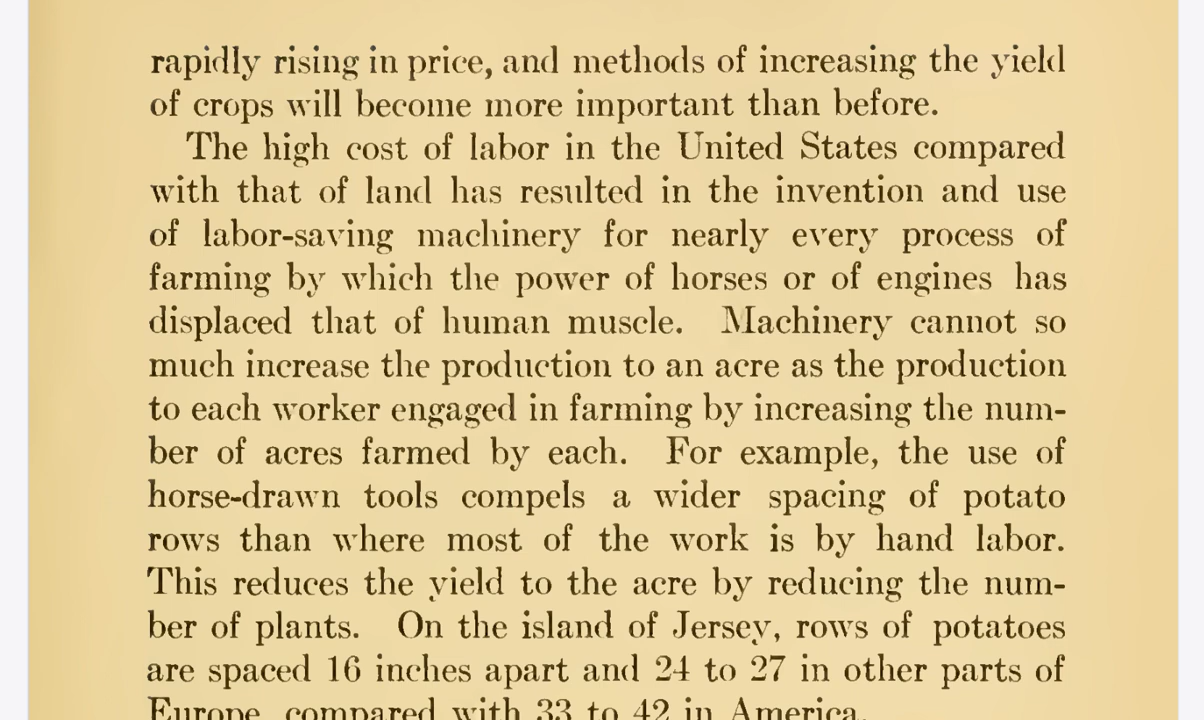 rapidly rising in price, and methods of increasing the yield
of crops will become more important than before.
The high cost of labor in the United States compared
with that of land has resulted in the invention and use
of labor-saving machinery for nearly every process of
farming by which the power of horses or of engines has
displaced that of human muscle. Machinery cannot so
much increase the production to an acre as the production
to each worker engaged in farming by increasing the num-
ber of acres farmed by each. For example, the use of
horse-drawn tools compels a wider spacing of potato
rows than where most of the work is by hand labor.
This reduces the yield to the acre by reducing the num-
ber of plants. On the island of Jersey, rows of potatoes
are spaced 16 inches apart and 24 to 27 in other parts of
Europe, compared with 33 to 42 in America.